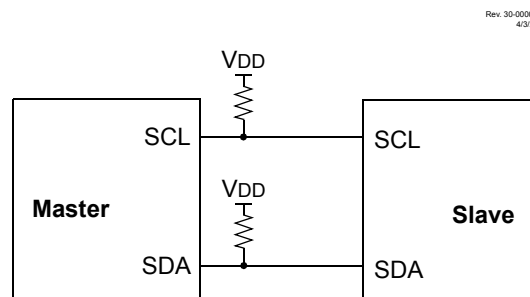 Rev. 30-000
4/3/
VDD
SCL
SCL
Master
VDD
Slave
SDA
SDA